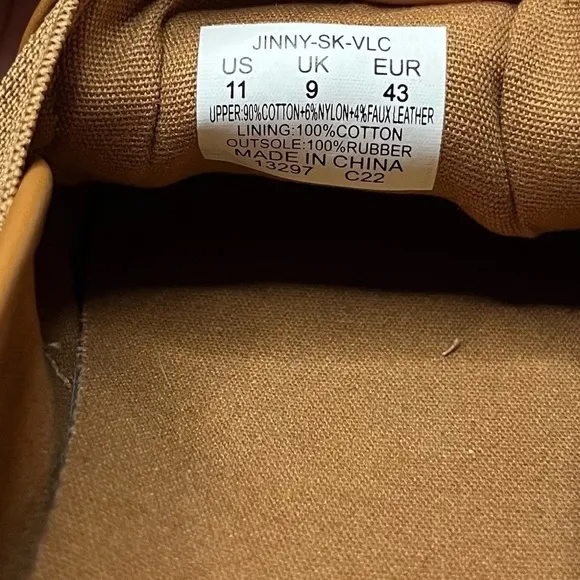 JINNY-SK-VLC
US UK EUR
11 9 43
UPPER:90%COTTON+6%NYLON+4%FAUX LEATHER
LINING:100%COTTON
OUTSOLE:100%RUBBER
MADE IN CHINA
13297 C22